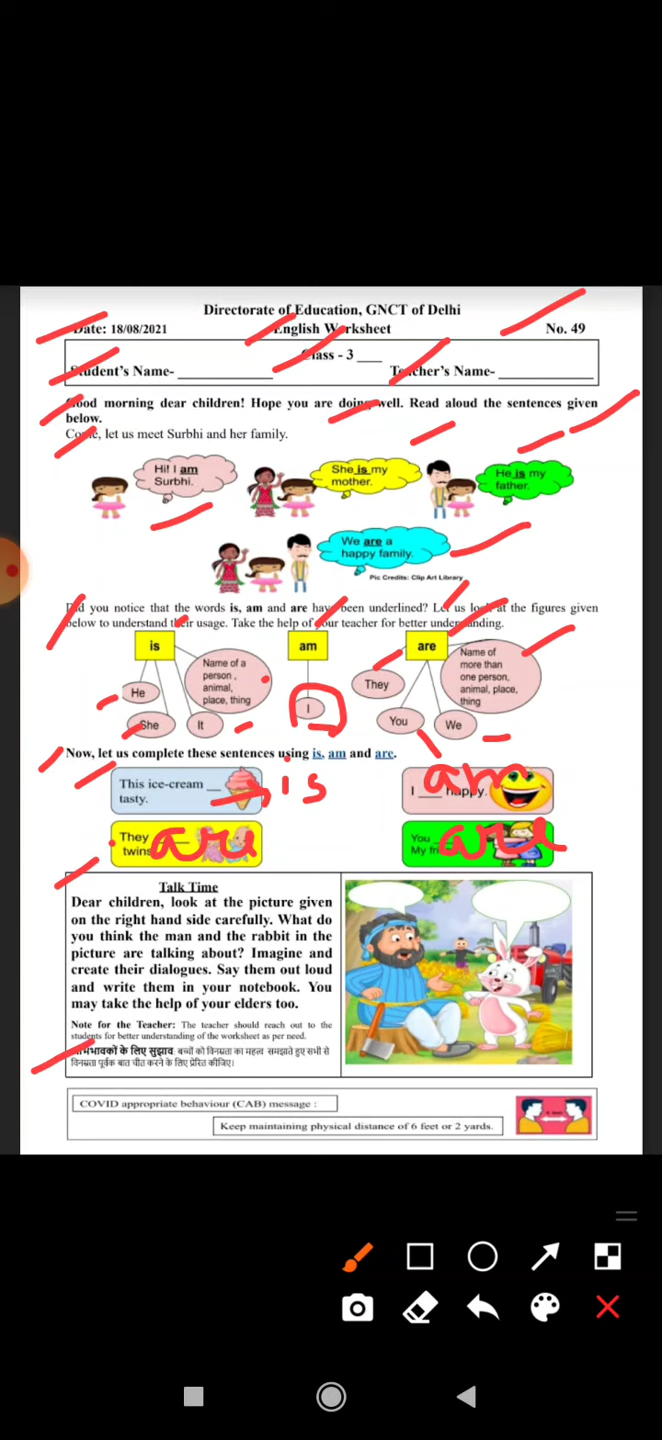 Directorate of Education, GNCT of Delhi
Date: 18/08/2021 English Worksheet No. 49
Class - 3 ___
Student's Name- ____________ Teacher's Name- ____________
Good morning dear children! Hope you are doing well. Read aloud the sentences given
below.
Come, let us meet Surbhi and her family.
Hi! I am
Surbhi.
She is my
mother.
He is my
father.
We are a
happy family.
Pic Credits: Clip Art Library
Did you notice that the words is, am and are have been underlined? Let us look at the figures given
below to understand their usage. Take the help of your teacher for better understanding.
is
He
She
It
Name of a
person,
animal,
place, thing
am
I
are
They
You
We
Name of
more than
one person,
animal, place,
thing
Now, let us complete these sentences using is, am and are.
This ice-cream ___ is
tasty.
I ___ happy.
am
They
twins
are
You
My
are
Talk Time
Dear children, look at the picture given
on the right hand side carefully. What do
you think the man and the rabbit in the
picture are talking about? Imagine and
create their dialogues. Say them out loud
and write them in your notebook. You
may take the help of your elders too.
Note for the Teacher: The teacher should reach out to the
students for better understanding of the worksheet as per need.
अभिभावकों के लिए सुझाव: बच्चों को विनम्रता का महत्व समझाते हुए सभी से
विनम्रता पूर्वक बात चीत करने के लिए प्रेरित कीजिए।
COVID appropriate behaviour (CAB) message :
Keep maintaining physical distance of 6 feet or 2 yards.